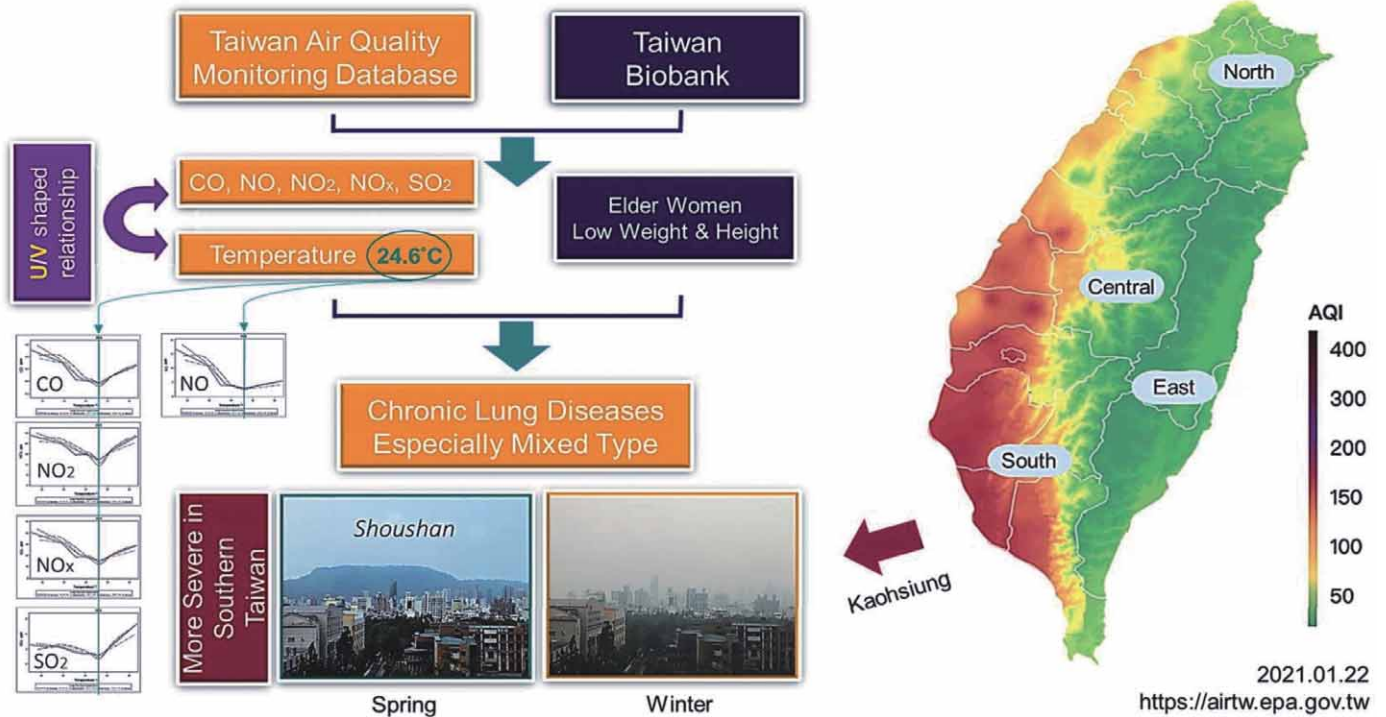 Taiwan Air Quality
Monitoring Database
Taiwan
Biobank
U/V shaped
relationship
CO, NO, NO₂, NOₓ, SO₂
Temperature 24.6°C
Elder Women
Low Weight & Height
CO
NO
NO₂
NOₓ
SO₂
Chronic Lung Diseases
Especially Mixed Type
More Severe in
Southern
Taiwan
Shoushan
Spring
Winter
Kaohsiung
North
Central
East
South
AQI
400
300
200
150
100
50
2021.01.22
https://airtw.epa.gov.tw